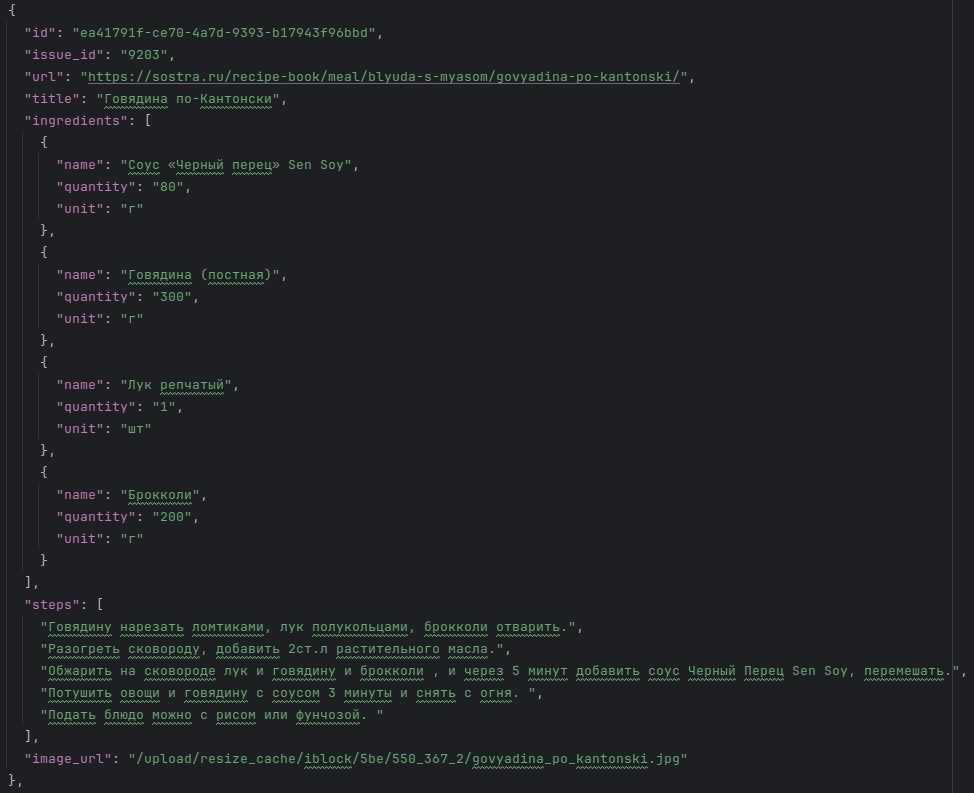 {
"id": "ea41791f-ce70-4a7d-9393-b17943f96bbd",
"issue_id": "9203",
"url": "https://sostra.ru/recipe-book/meal/blyuda-s-myasom/govyadina-po-kantonski/",
"title": "Говядина по-Кантонски",
"ingredients": [
{
"name": "Соус «Черный перец» Sen Soy",
"quantity": "80",
"unit": "г"
},
{
"name": "Говядина (постная)",
"quantity": "300",
"unit": "г"
},
{
"name": "Лук репчатый",
"quantity": "1",
"unit": "шт"
},
{
"name": "Брокколи",
"quantity": "200",
"unit": "г"
}
],
"steps": [
"Говядину нарезать ломтиками, лук полукольцами, брокколи отварить.",
"Разогреть сковороду, добавить 2ст.л растительного масла.",
"Обжарить на сковороде лук и говядину и брокколи , и через 5 минут добавить соус Черный Перец Sen Soy, перемешать.",
"Потушить овощи и говядину с соусом 3 минуты и снять с огня. ",
"Подать блюдо можно с рисом или фунчозой. "
],
"image_url": "/upload/resize_cache/iblock/5be/550_367_2/govyadina_po_kantonski.jpg"
},